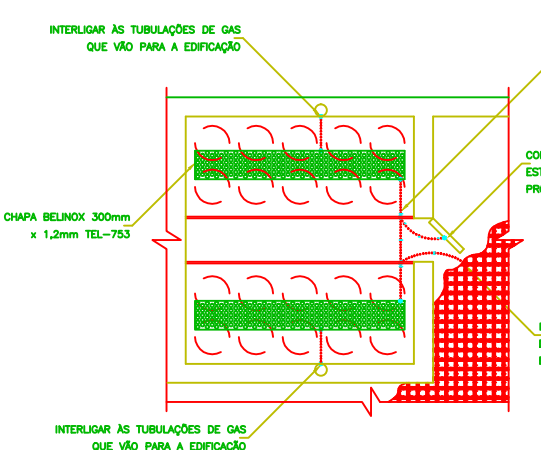 INTERLIGAR ÀS TUBULAÇÕES DE GAS
QUE VÃO PARA A EDIFICAÇÃO
CHAPA BELINOX 300mm
x 1,2mm TEL-753
INTERLIGAR ÀS TUBULAÇÕES DE GAS
QUE VÃO PARA A EDIFICAÇÃO